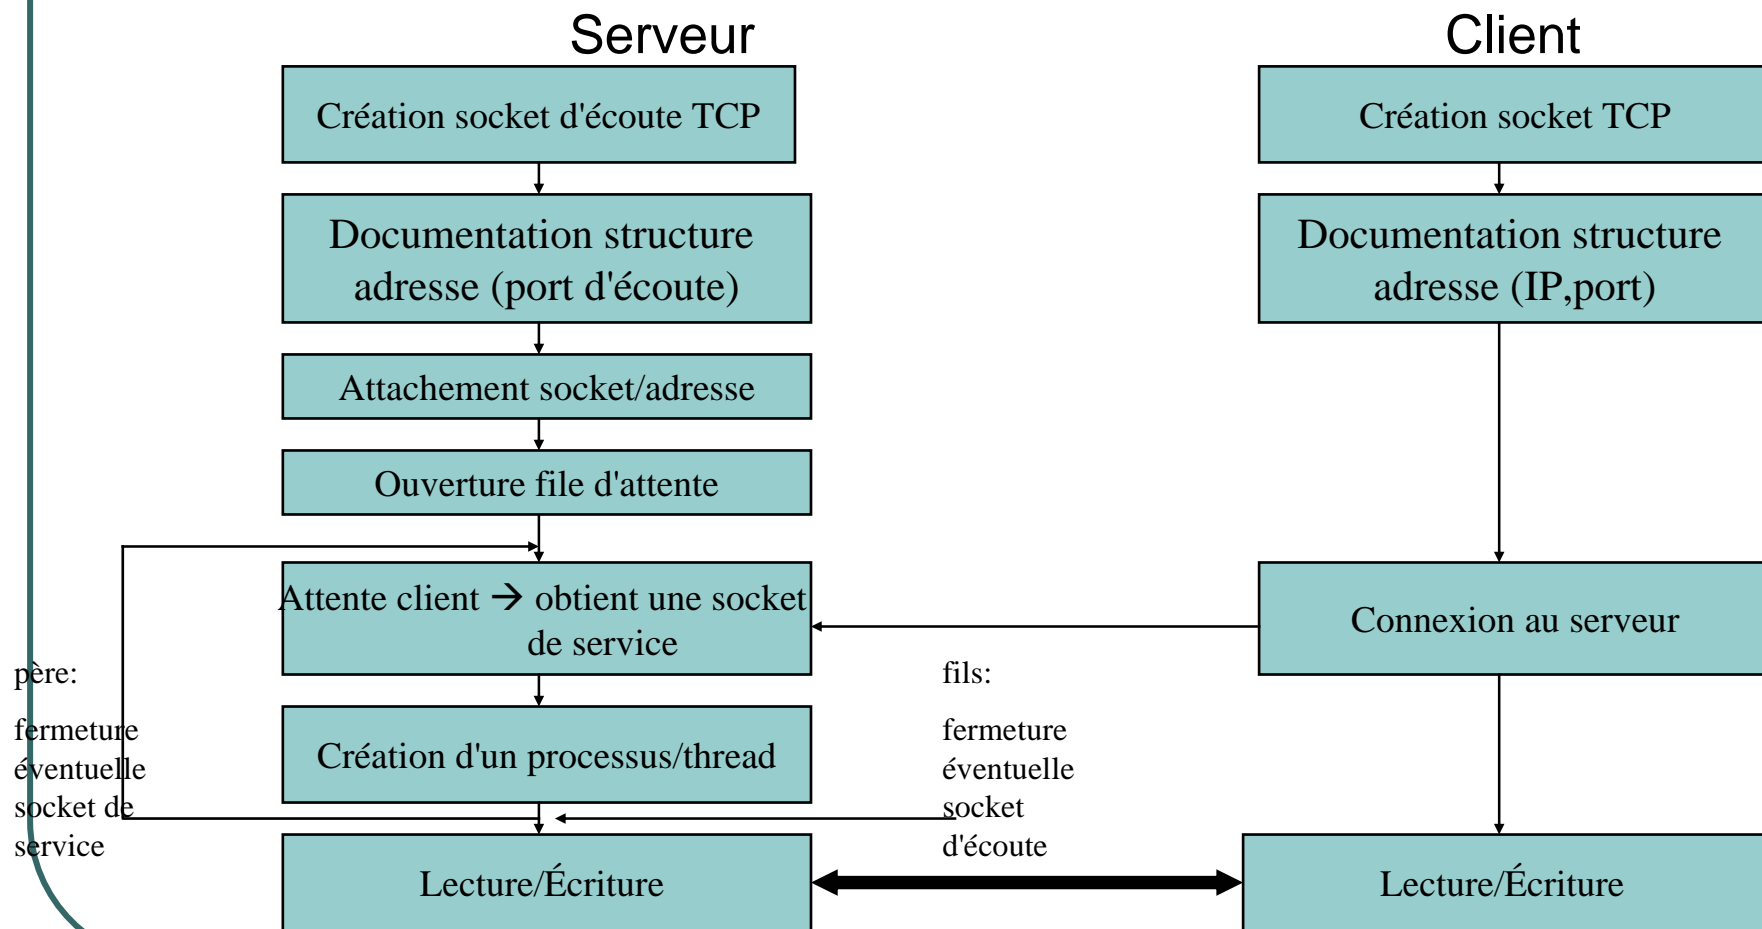 Serveur
Client
Création socket d'écoute TCP
Création socket TCP
Documentation structure
adresse (port d'écoute)
Documentation structure
adresse (IP,port)
Attachement socket/adresse
Ouverture file d'attente
Attente client → obtient une socket
de service
Connexion au serveur
père:
fermeture
éventuelle
socket de
service
fils:
fermeture
éventuelle
socket
d'écoute
Création d'un processus/thread
Lecture/Écriture
Lecture/Écriture